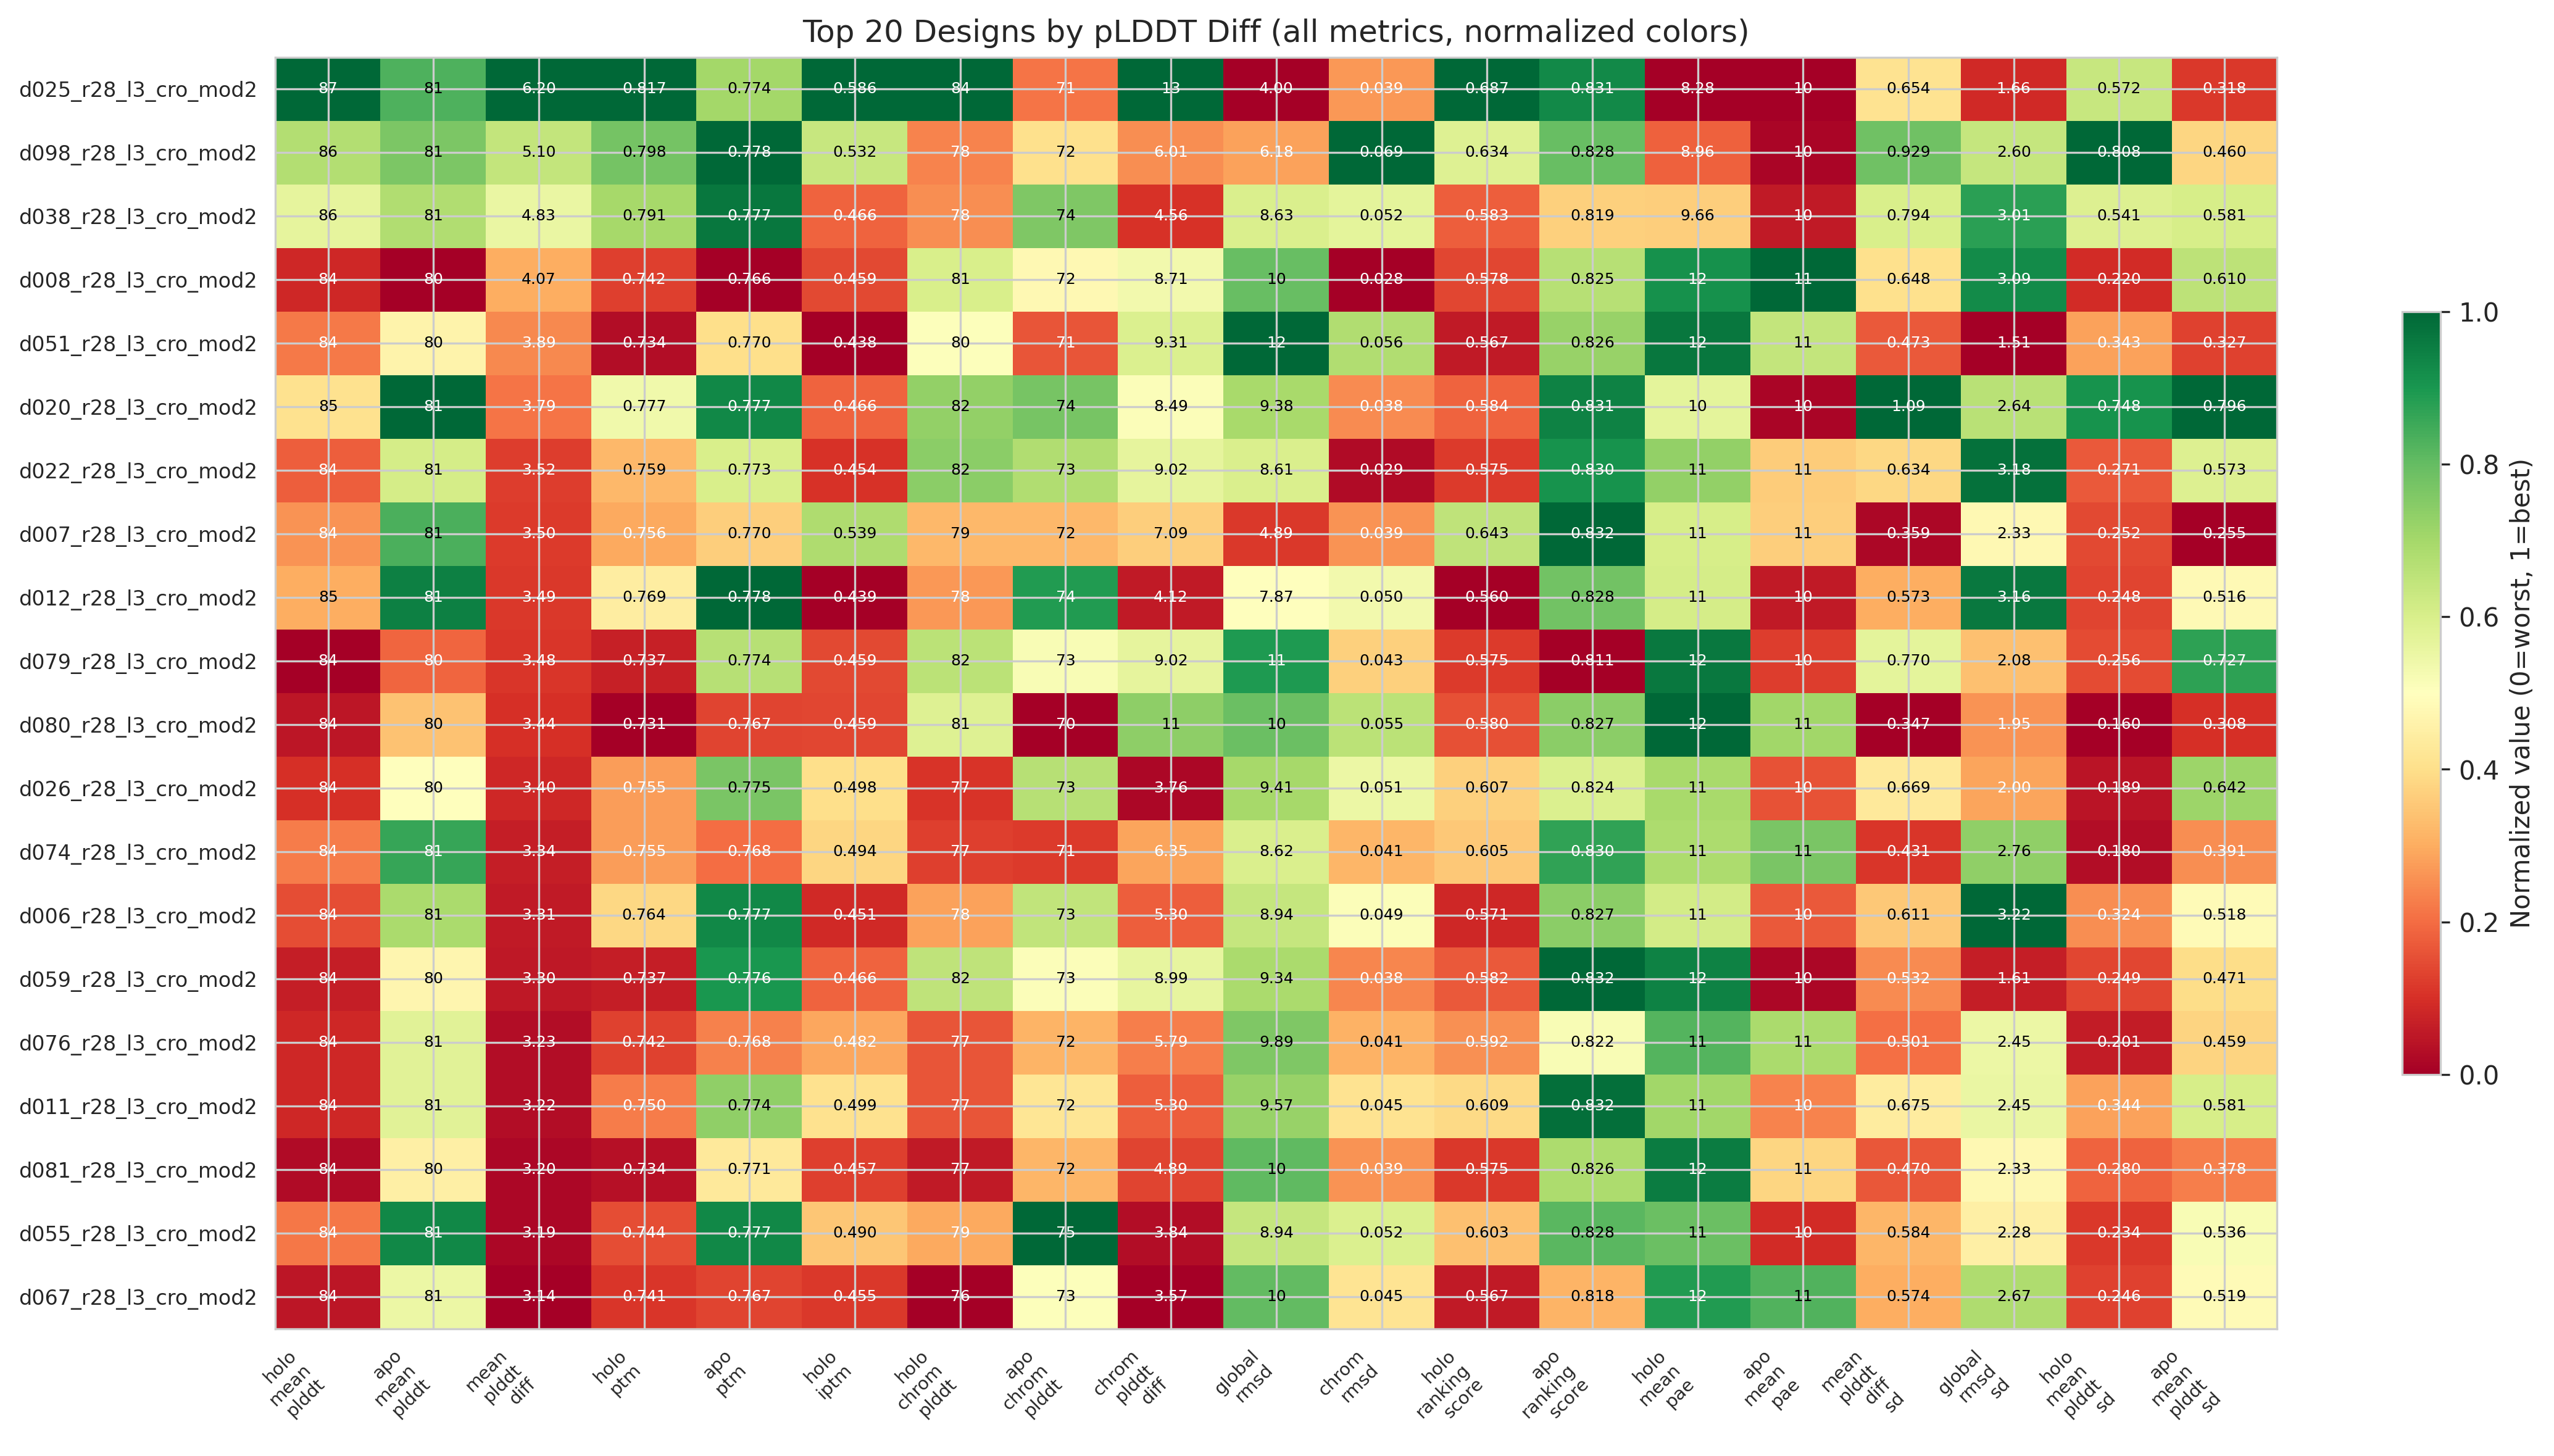 Top 20 Designs by pLDDT Diff (all metrics, normalized colors)
d025_r28_l3_cro_mod2 87 81 6.20 0.817 0.774 0.586 84 71 13 4.00 0.039 0.687 0.831 8.28 10 0.654 1.66 0.572 0.318
d098_r28_l3_cro_mod2 86 81 5.10 0.798 0.778 0.532 78 72 6.01 6.18 0.069 0.634 0.828 8.96 10 0.929 2.60 0.808 0.460
d038_r28_l3_cro_mod2 86 81 4.83 0.791 0.777 0.466 78 74 4.56 8.63 0.052 0.583 0.819 9.66 10 0.794 3.01 0.541 0.581
d008_r28_l3_cro_mod2 84 80 4.07 0.742 0.766 0.459 81 72 8.71 10 0.028 0.578 0.825 12 11 0.648 3.09 0.220 0.610
d051_r28_l3_cro_mod2 84 80 3.89 0.734 0.770 0.438 80 71 9.31 12 0.056 0.567 0.826 12 11 0.473 1.51 0.343 0.327
d020_r28_l3_cro_mod2 85 81 3.79 0.777 0.777 0.466 82 74 8.49 9.38 0.038 0.584 0.831 10 10 1.09 2.64 0.748 0.796
d022_r28_l3_cro_mod2 84 81 3.52 0.759 0.773 0.454 82 73 9.02 8.61 0.029 0.575 0.830 11 11 0.634 3.18 0.271 0.573
d007_r28_l3_cro_mod2 84 81 3.50 0.756 0.770 0.539 79 72 7.09 4.89 0.039 0.643 0.832 11 11 0.359 2.33 0.252 0.255
d012_r28_l3_cro_mod2 85 81 3.49 0.769 0.778 0.439 78 74 4.12 7.87 0.050 0.560 0.828 11 10 0.573 3.16 0.248 0.516
d079_r28_l3_cro_mod2 84 80 3.48 0.737 0.774 0.459 82 73 9.02 11 0.043 0.575 0.811 12 10 0.770 2.08 0.256 0.727
d080_r28_l3_cro_mod2 84 80 3.44 0.731 0.767 0.459 81 70 11 10 0.055 0.580 0.827 12 11 0.347 1.95 0.160 0.308
d026_r28_l3_cro_mod2 84 80 3.40 0.755 0.775 0.498 77 73 3.76 9.41 0.051 0.607 0.824 11 10 0.669 2.00 0.189 0.642
d074_r28_l3_cro_mod2 84 81 3.34 0.755 0.768 0.494 77 71 6.35 8.62 0.041 0.605 0.830 11 11 0.431 2.76 0.180 0.391
d006_r28_l3_cro_mod2 84 81 3.31 0.764 0.777 0.451 78 73 5.30 8.94 0.049 0.571 0.827 11 10 0.611 3.22 0.324 0.518
d059_r28_l3_cro_mod2 84 80 3.30 0.737 0.776 0.466 82 73 8.99 9.34 0.038 0.582 0.832 12 10 0.532 1.61 0.249 0.471
d076_r28_l3_cro_mod2 84 81 3.23 0.742 0.768 0.482 77 72 5.79 9.89 0.041 0.592 0.822 11 11 0.501 2.45 0.201 0.459
d011_r28_l3_cro_mod2 84 81 3.22 0.750 0.774 0.499 77 72 5.30 9.57 0.045 0.609 0.832 11 10 0.675 2.45 0.344 0.581
d081_r28_l3_cro_mod2 84 80 3.20 0.734 0.771 0.457 77 72 4.89 10 0.039 0.575 0.826 12 11 0.470 2.33 0.280 0.378
d055_r28_l3_cro_mod2 84 81 3.19 0.744 0.777 0.490 79 75 3.84 8.94 0.052 0.603 0.828 11 10 0.584 2.28 0.234 0.536
d067_r28_l3_cro_mod2 84 81 3.14 0.741 0.767 0.455 76 73 3.57 10 0.045 0.567 0.818 12 11 0.574 2.67 0.246 0.519
holo
mean
plddt
apo
mean
plddt
mean
plddt
diff
holo
ptm
apo
ptm
holo
iptm
holo
chrom
plddt
apo
chrom
plddt
chrom
plddt
diff
global
rmsd
chrom
rmsd
holo
ranking
score
apo
ranking
score
holo
mean
pae
apo
mean
pae
mean
plddt
diff
sd
global
rmsd
sd
holo
mean
plddt
sd
apo
mean
plddt
sd
1.0
0.8
0.6
0.4
0.2
0.0
Normalized value (0=worst, 1=best)